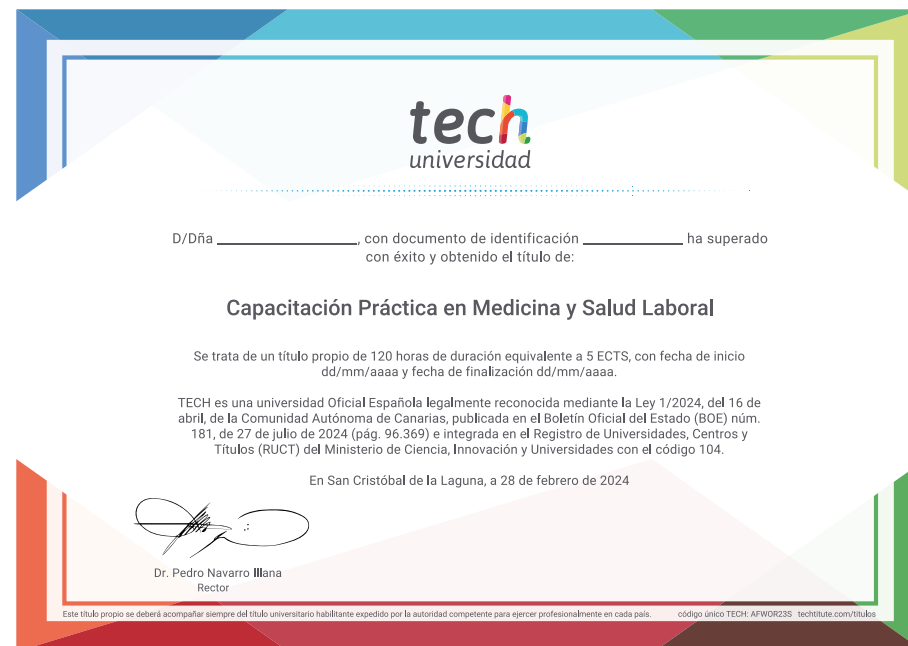 tech
universidad
D/Dña ____________, con documento de identificación ____________ ha superado
con éxito y obtenido el título de:
Capacitación Práctica en Medicina y Salud Laboral
Se trata de un título propio de 120 horas de duración equivalente a 5 ECTS, con fecha de inicio
dd/mm/aaaa y fecha de finalización dd/mm/aaaa.
TECH es una universidad Oficial Española legalmente reconocida mediante la Ley 1/2024, del 16 de
abril, de la Comunidad Autónoma de Canarias, publicada en el Boletín Oficial del Estado (BOE) núm.
181, de 27 de julio de 2024 (pág. 96.369) e integrada en el Registro de Universidades, Centros y
Títulos (RUCT) del Ministerio de Ciencia, Innovación y Universidades con el código 104.
En San Cristóbal de la Laguna, a 28 de febrero de 2024
Dr. Pedro Navarro Illana
Rector
Este título propio se deberá acompañar siempre del título universitario habilitante expedido por la autoridad competente para ejercer profesionalmente en cada país. código único TECH: AFWOR23S techtitute.com/titulos